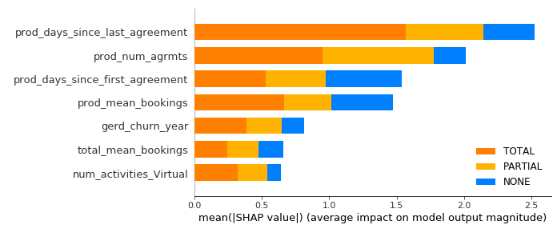 prod_days_since_last_agreement
prod_num_agrmts
prod_days_since_first_agreement
prod_mean_bookings
gerd_churn_year
total_mean_bookings
num_activities_Virtual
TOTAL
PARTIAL
NONE
0.0 0.5 1.0 1.5 2.0 2.5
mean(|SHAP value|) (average impact on model output magnitude)